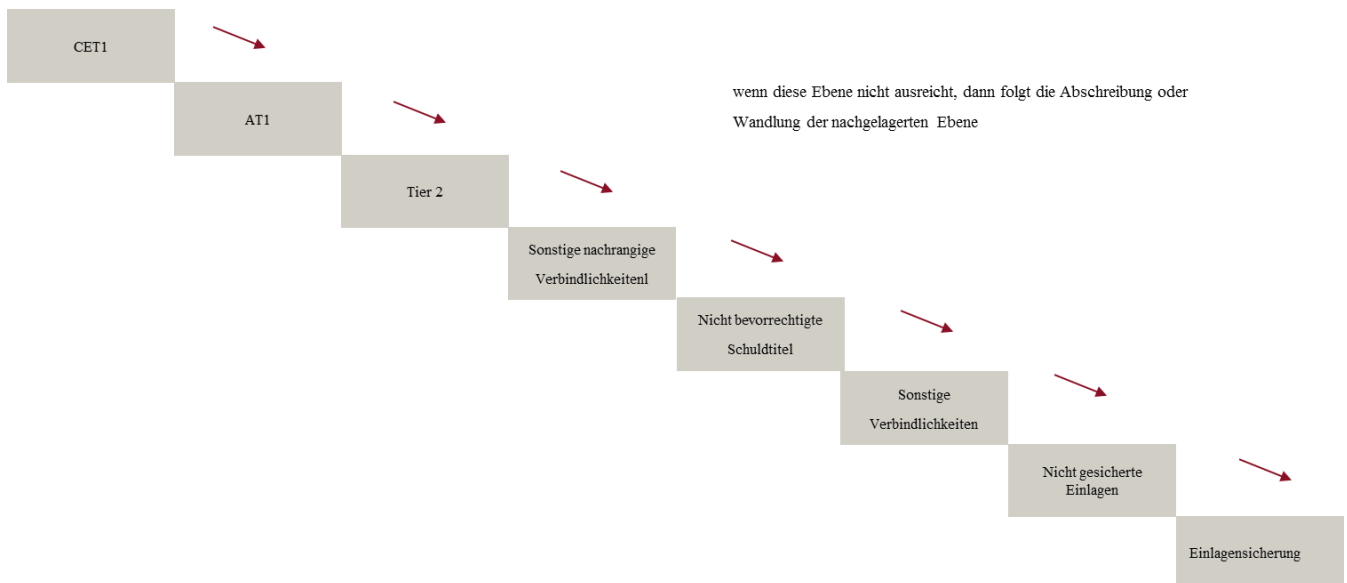 CET1
AT1
wenn diese Ebene nicht ausreicht, dann folgt die Abschreibung oder
Wandlung der nachgelagerten Ebene
Tier 2
Sonstige nachrangige
Verbindlichkeitenl
Nicht bevorrechtigte
Schuldtitel
Sonstige
Verbindlichkeiten
Nicht gesicherte
Einlagen
Einlagensicherung